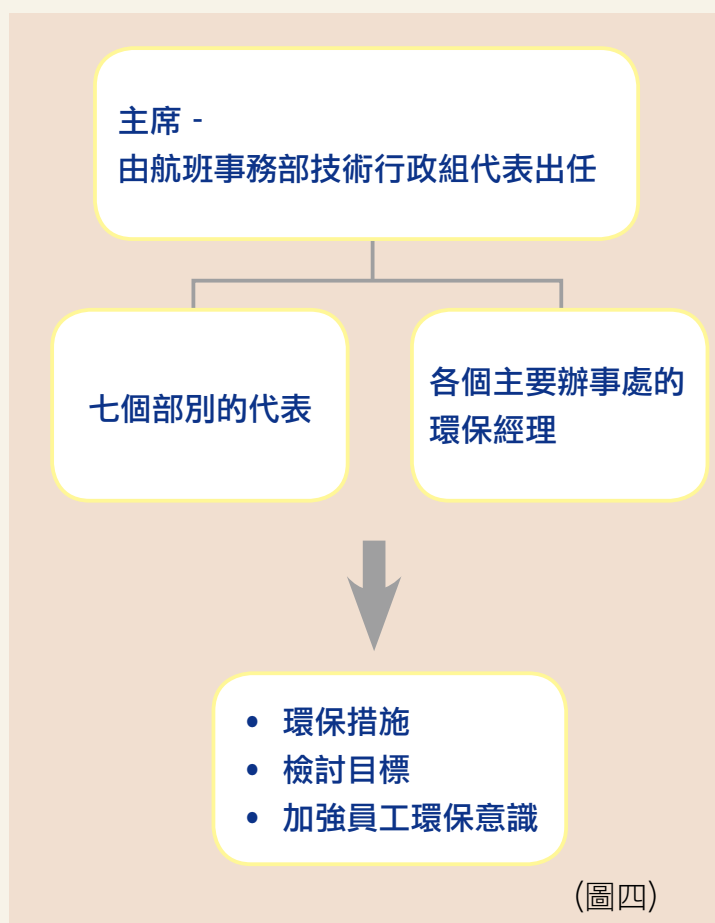 主席 -
由航班事務部技術行政組代表出任
七個部別的代表
各個主要辦事處的
環保經理
• 環保措施
• 檢討目標
• 加強員工環保意識
(圖四)